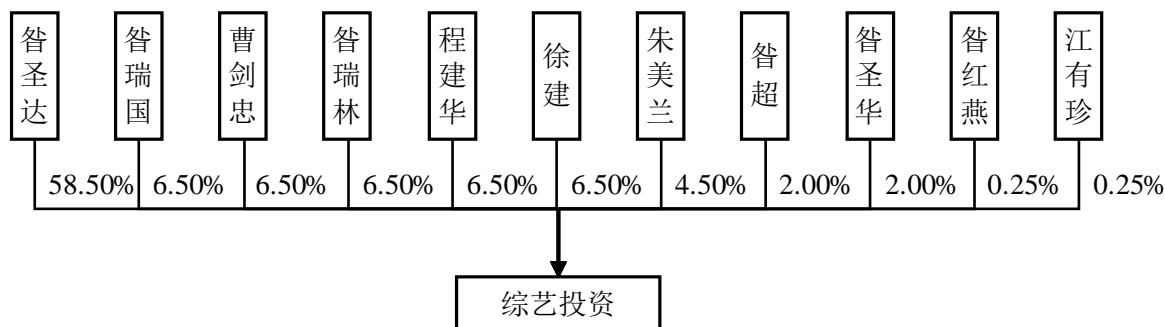 昝圣达
昝瑞国
曹剑忠
昝瑞林
程建华
徐建
朱美兰
昝超
昝圣华
昝红燕
江有珍
58.50% 6.50% 6.50% 6.50% 6.50% 6.50% 4.50% 2.00% 2.00% 0.25% 0.25%
综艺投资